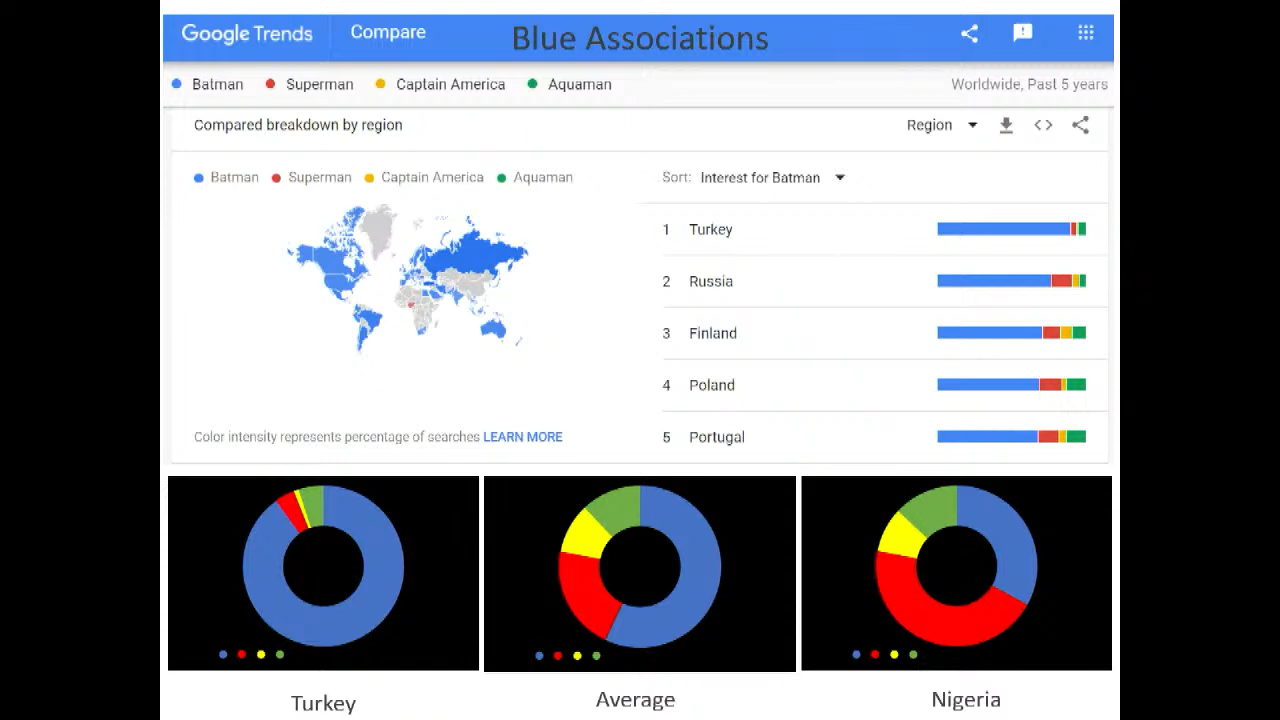 Google Trends Compare Blue Associations
Batman Superman Captain America Aquaman Worldwide, Past 5 years
Compared breakdown by region Region
Batman Superman Captain America Aquaman Sort: Interest for Batman
1 Turkey
2 Russia
3 Finland
4 Poland
Color intensity represents percentage of searches LEARN MORE 5 Portugal
Turkey Average Nigeria